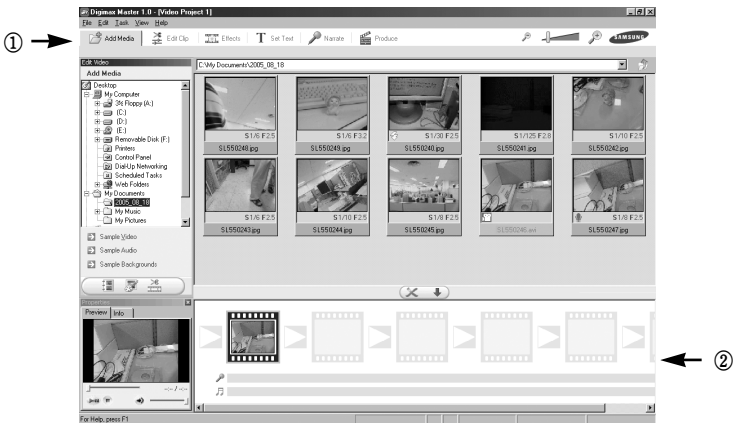 Digimax Master 1.0 - [Video Project 1]
File Edit Task View Help
① Add Media Edit Clip Effects T Set Text Narrate Produce SAMSUNG
Edit Video
C:\My Documents\2005_08_18
Add Media
Desktop
My Computer
3½ Floppy (A:)
(C:)
(D:)
(E:)
Removable Disk (F:)
Printers
Control Panel
Dial-Up Networking
Scheduled Tasks
Web Folders
My Documents
2005_08_18
My Music
My Pictures
S1/6 F2.5 S1/6 F3.2 S1/30 F2.5 S1/125 F2.8 S1/10 F2.5
SL550248.jpg SL550249.jpg SL550240.jpg SL550241.jpg SL550242.jpg
S1/6 F2.5 S1/10 F2.5 S1/8 F2.5 S1/8 F2.5
SL550243.jpg SL550244.jpg SL550245.jpg SL550246.avi SL550247.jpg
Sample Video
Sample Audio
Sample Backgrounds
Properties
Preview Info
②
--:-- / --:--
For Help, press F1